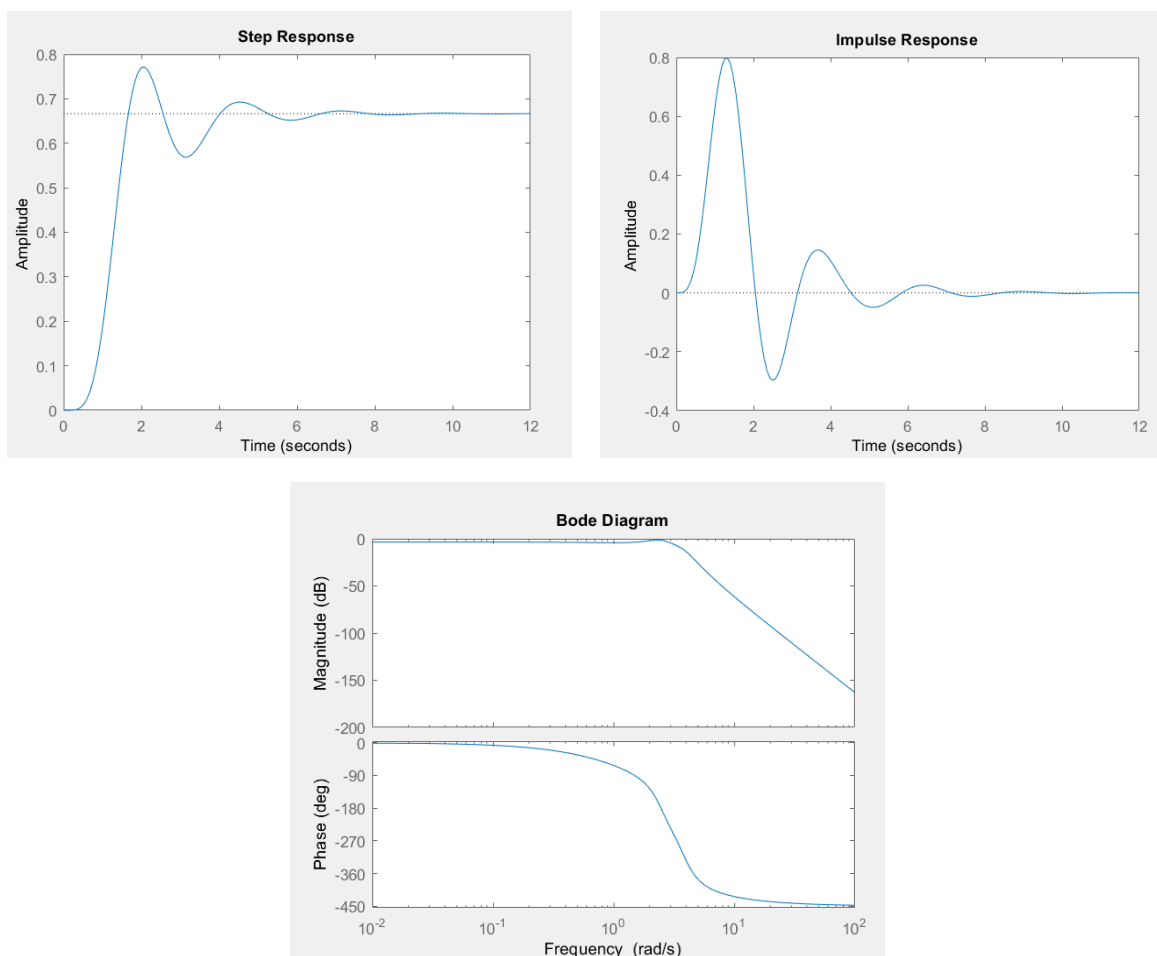 Step Response
0.8
0.7
0.6
0.5
0.4
0.3
0.2
0.1
0
Amplitude
0 2 4 6 8 10 12
Time (seconds)
Impulse Response
0.8
0.6
0.4
0.2
0
-0.2
-0.4
Amplitude
0 2 4 6 8 10 12
Time (seconds)
Bode Diagram
0
-50
-100
-150
-200
Magnitude (dB)
0
-90
-180
-270
-360
-450
Phase (deg)
10-2 10-1 100 101 102
Frequency (rad/s)